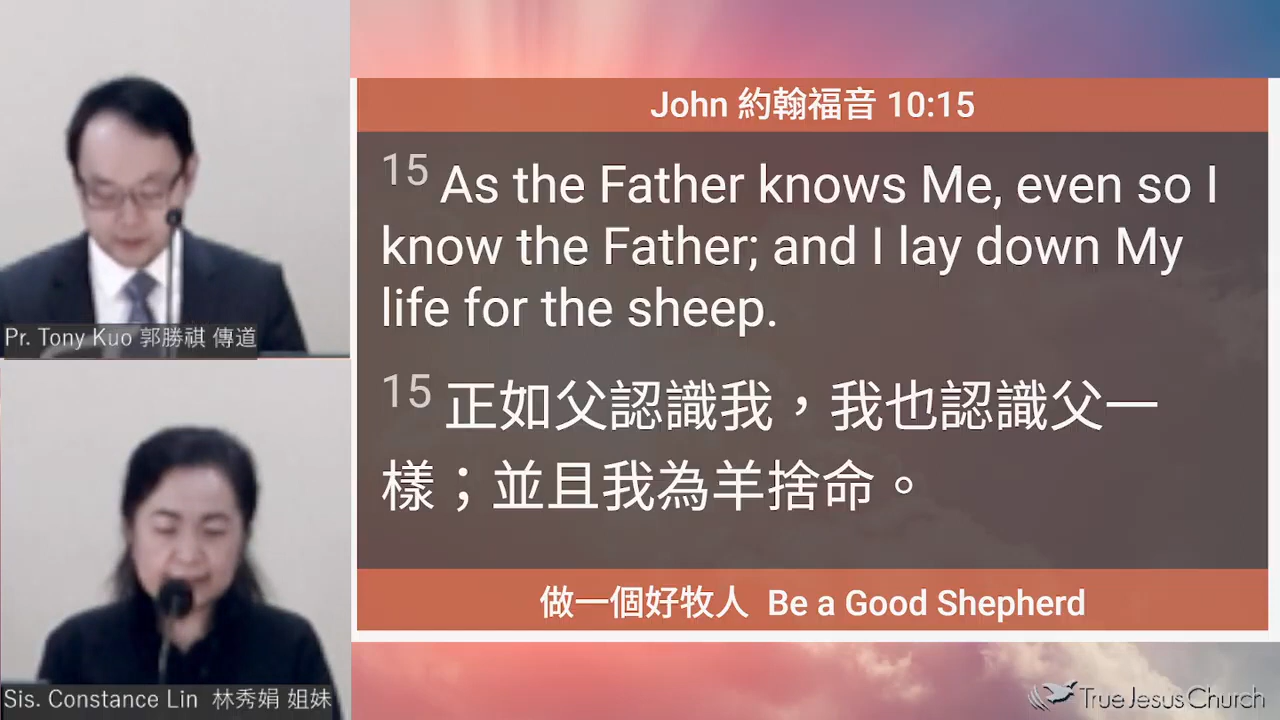 Pr. Tony Kuo 郭勝祺 傳道
Sis. Constance Lin 林秀娟 姐妹
John 約翰福音 10:15
15 As the Father knows Me, even so I
know the Father; and I lay down My
life for the sheep.
15 正如父認識我，我也認識父一
樣；並且我為羊捨命。
做一個好牧人 Be a Good Shepherd
True Jesus Church